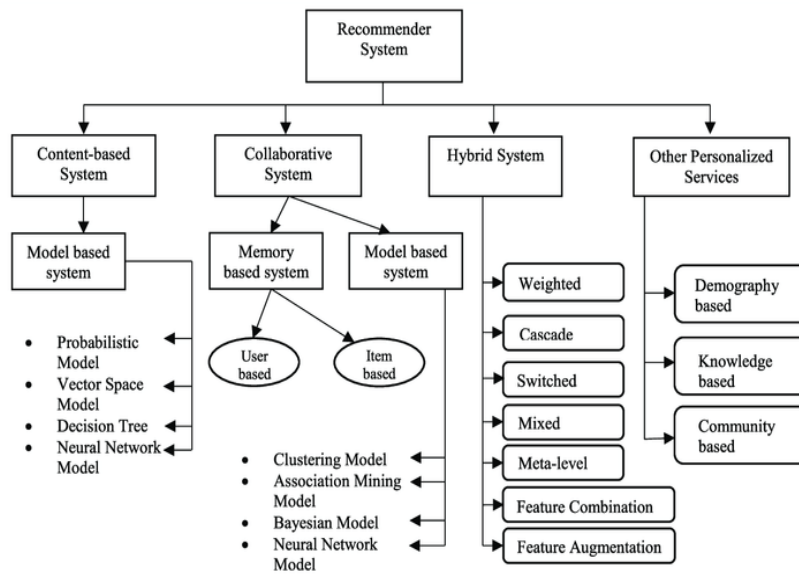 Recommender
System
Content-based
System
Collaborative
System
Hybrid System
Other Personalized
Services
Model based
system
Memory
based system
Model based
system
User
based
Item
based
• Probabilistic
Model
• Vector Space
Model
• Decision Tree
• Neural Network
Model
• Clustering Model
• Association Mining
Model
• Bayesian Model
• Neural Network
Model
Weighted
Cascade
Switched
Mixed
Meta-level
Feature Combination
Feature Augmentation
Demography
based
Knowledge
based
Community
based